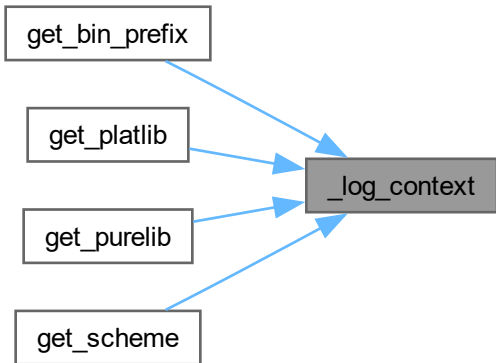 get_bin_prefix
get_platlib
_log_context
get_purelib
get_scheme